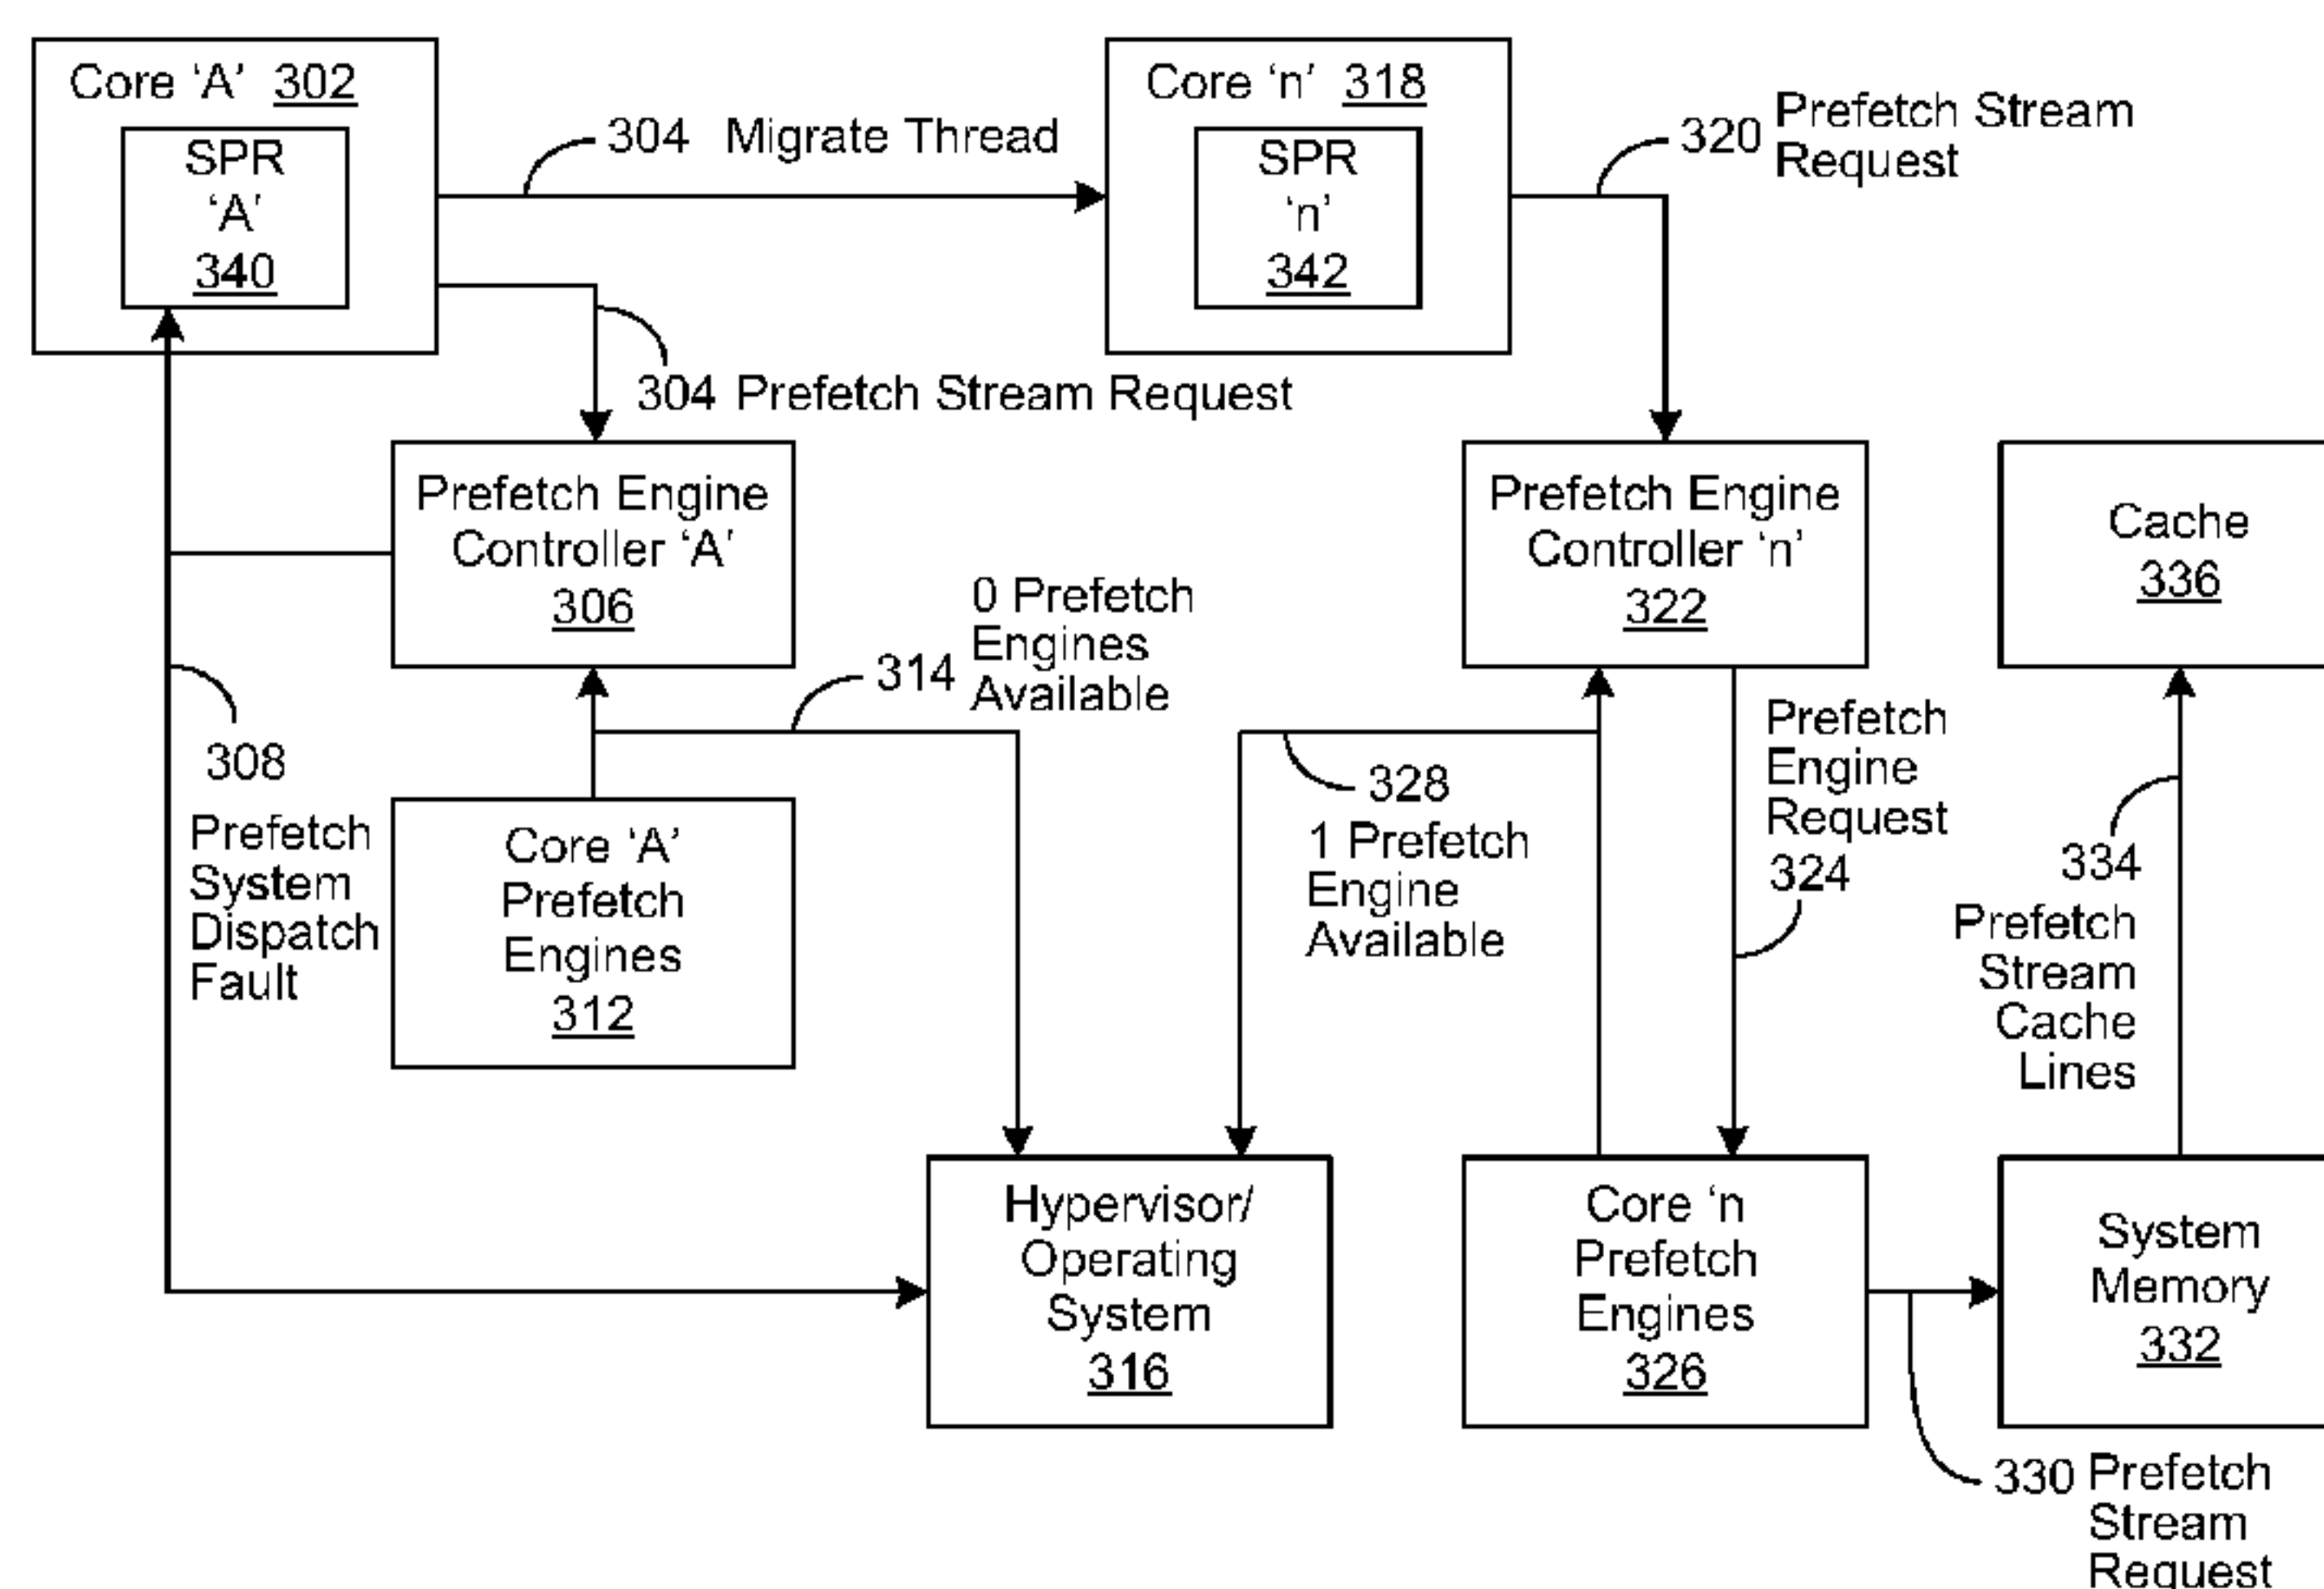 Core ‘A’ 302
SPR
‘A’
340
304 Migrate Thread
Core ‘n’ 318
SPR
‘n’
342
320 Prefetch Stream
Request
304 Prefetch Stream Request
Prefetch Engine
Controller ‘A’
306
Prefetch Engine
Controller ‘n’
322
Cache
336
308
Prefetch
System
Dispatch
Fault
314
0 Prefetch
Engines
Available
Core ‘A’
Prefetch
Engines
312
328
1 Prefetch
Engine
Available
Prefetch
Engine
Request
324
334
Prefetch
Stream
Cache
Lines
Hypervisor/
Operating
System
316
Core ‘n
Prefetch
Engines
326
System
Memory
332
330 Prefetch
Stream
Request